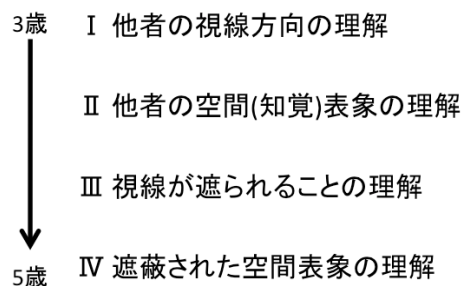 3歳 Ⅰ 他者の視線方向の理解
Ⅱ 他者の空間(知覚)表象の理解
Ⅲ 視線が遮られることの理解
5歳 Ⅳ 遮蔽された空間表象の理解